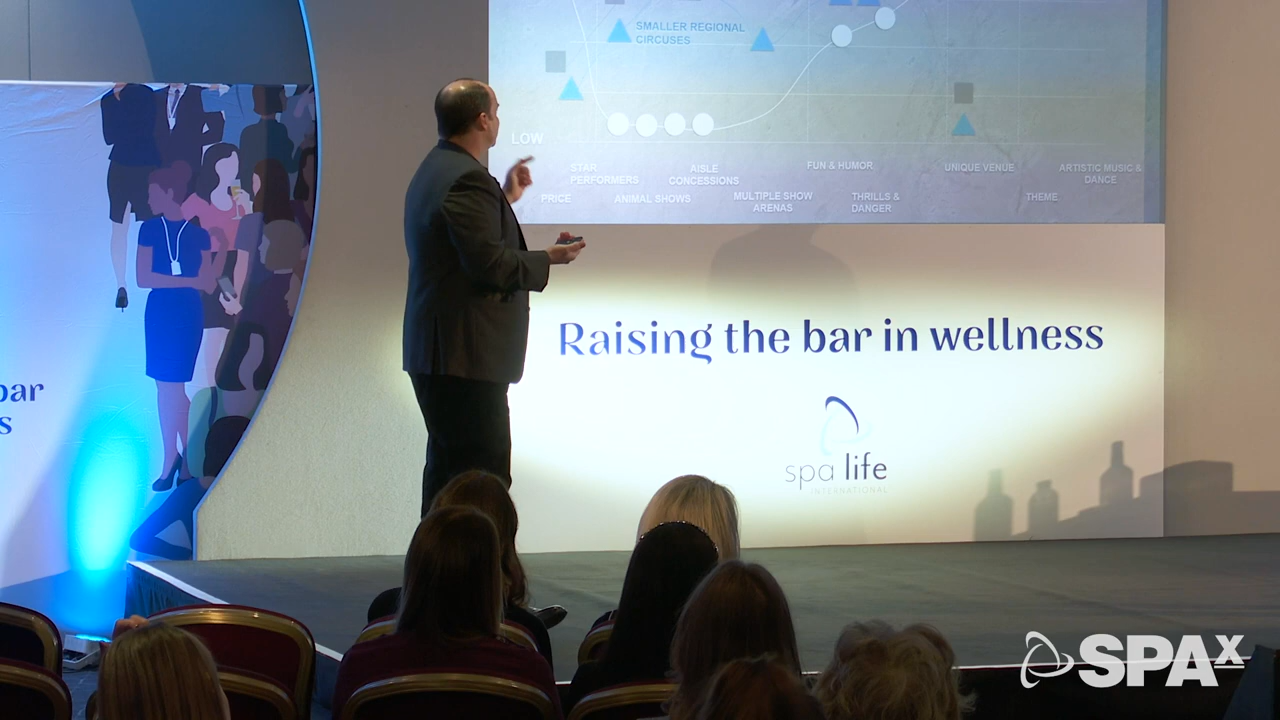 SMALLER REGIONAL
CIRCUSES
LOW
STAR
PERFORMERS
AISLE
CONCESSIONS
FUN & HUMOR
UNIQUE VENUE
ARTISTIC MUSIC &
DANCE
PRICE
ANIMAL SHOWS
MULTIPLE SHOW
ARENAS
THRILLS &
DANGER
THEME
Raising the bar in wellness
bar
spa life
INTERNATIONAL
SPAX